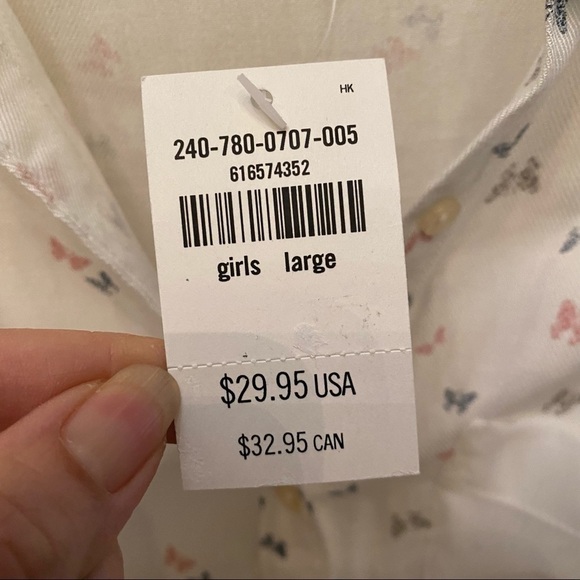 HK
240-780-0707-005
616574352
girls large
$29.95 USA
$32.95 CAN